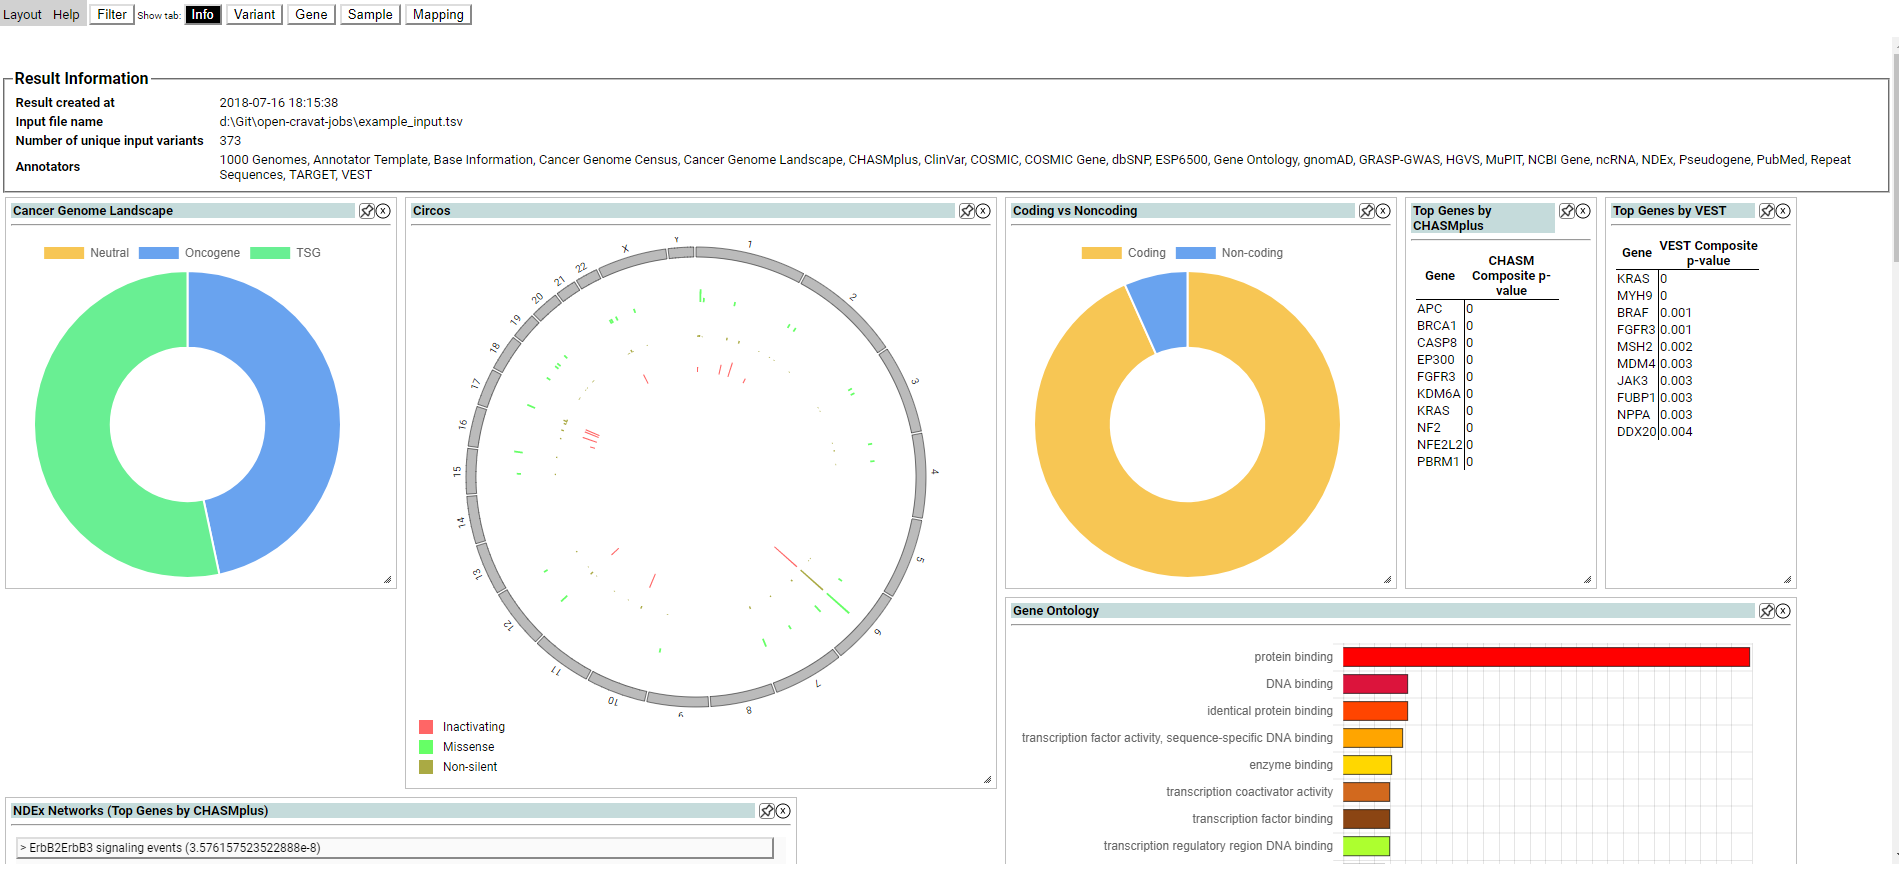 Layout Help Filter Show tab: Info Variant Gene Sample Mapping
Result Information
Result created at 2018-07-16 18:15:38
Input file name d:\Git\open-cravat-jobs\example_input.tsv
Number of unique input variants 373
Annotators 1000 Genomes, Annotator Template, Base Information, Cancer Genome Census, Cancer Genome Landscape, CHASMplus, ClinVar, COSMIC, COSMIC Gene, dbSNP, ESP6500, Gene Ontology, gnomAD, GRASP-GWAS, HGVS, MuPIT, NCBI Gene, ncRNA, NDEx, Pseudogene, PubMed, Repeat
Sequences, TARGET, VEST
Cancer Genome Landscape
Neutral Oncogene TSG
Circos
Y
1
2
3
4
5
6
7
8
9
10
11
12
13
14
15
16
17
18
19
20
21
22
X
Inactivating
Missense
Non-silent
Coding vs Noncoding
Coding Non-coding
Top Genes by
CHASMplus
Gene
CHASM
Composite p-
value
APC 0
BRCA1 0
CASP8 0
EP300 0
FGFR3 0
KDM6A 0
KRAS 0
NF2 0
NFE2L2 0
PBRM1 0
Top Genes by VEST
Gene
VEST Composite
p-value
KRAS 0
MYH9 0
BRAF 0.001
FGFR3 0.001
MSH2 0.002
MDM4 0.003
JAK3 0.003
FUBP1 0.003
NPPA 0.003
DDX20 0.004
Gene Ontology
protein binding
DNA binding
identical protein binding
transcription factor activity, sequence-specific DNA binding
enzyme binding
transcription coactivator activity
transcription factor binding
transcription regulatory region DNA binding
NDEx Networks (Top Genes by CHASMplus)
> ErbB2ErbB3 signaling events (3.576157523522888e-8)